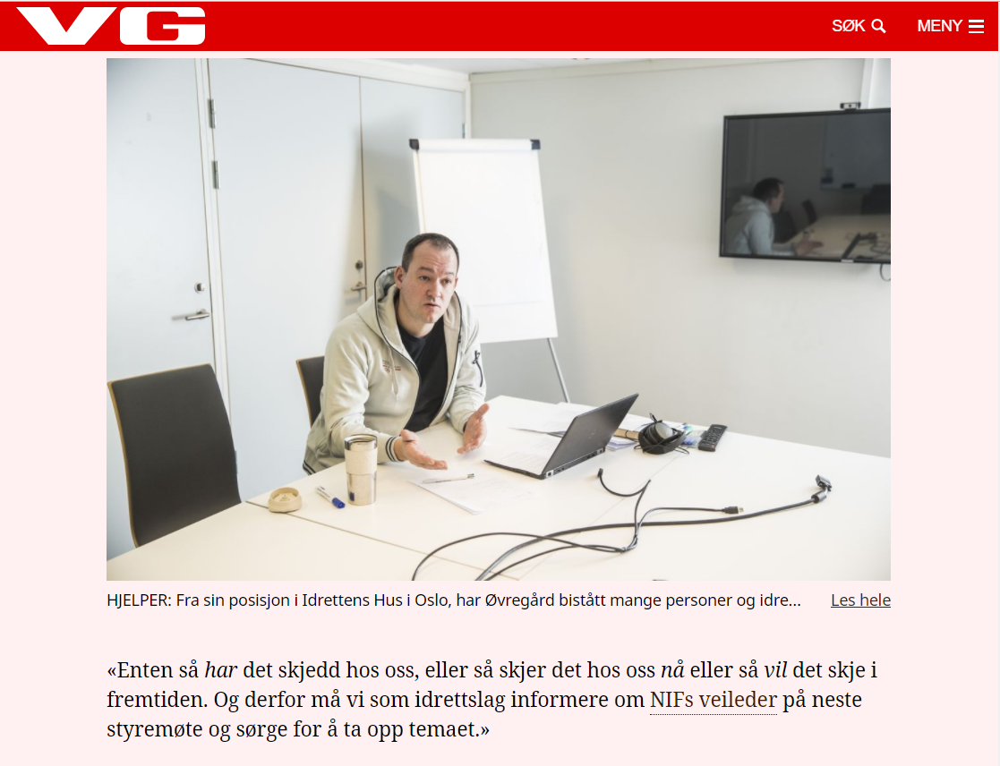 VG
SØK
MENY
HJELPER: Fra sin posisjon i Idrettens Hus i Oslo, har Øvregård bistått mange personer og idre...
Les hele
«Enten så har det skjedd hos oss, eller så skjer det hos oss nå eller så vil det skje i
fremtiden. Og derfor må vi som idrettslag informere om NIFs veileder på neste
styremøte og sørge for å ta opp temaet.»